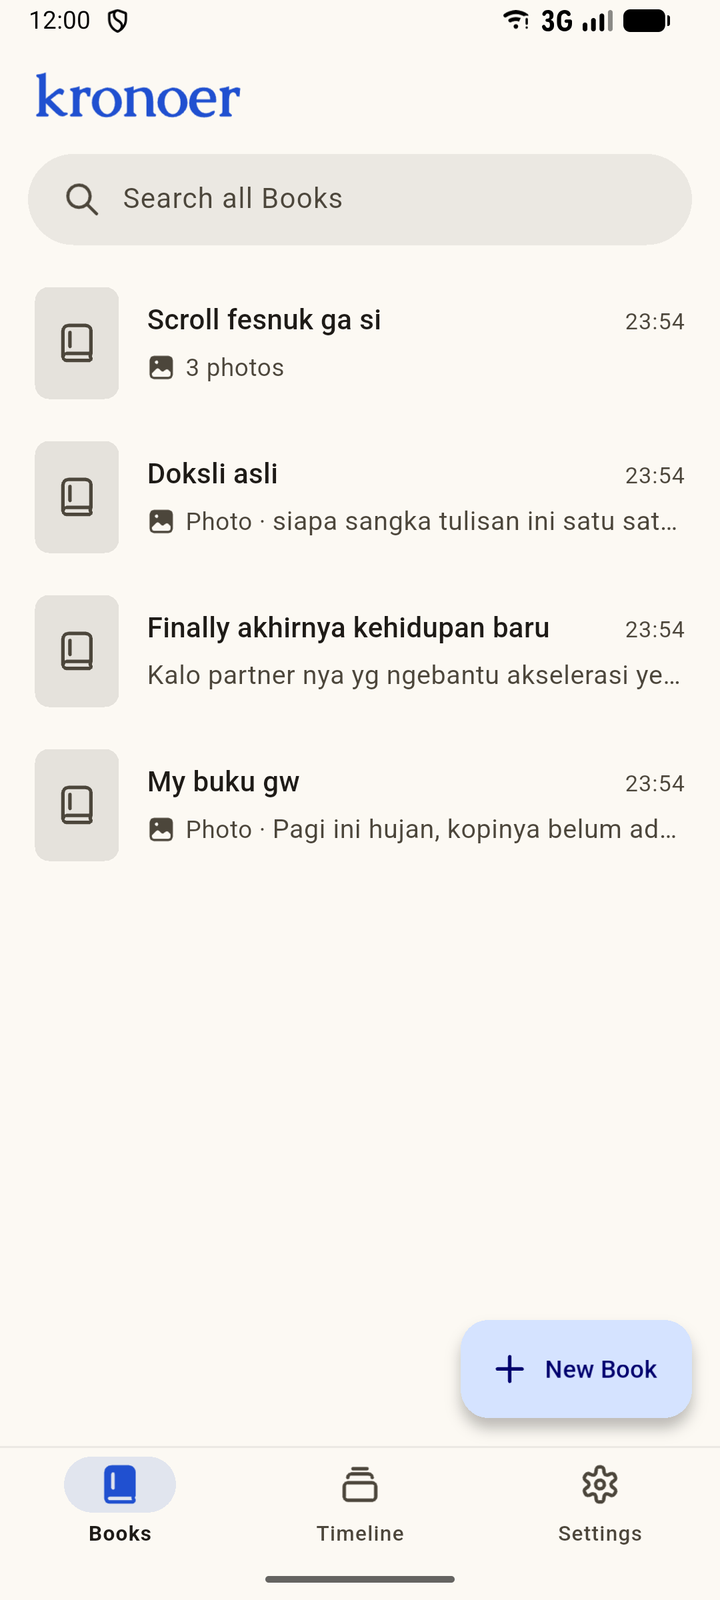 12:00
3G
kronoer
Search all Books
Scroll fesnuk ga si 23:54
3 photos
Doksli asli 23:54
Photo · siapa sangka tulisan ini satu sat…
Finally akhirnya kehidupan baru 23:54
Kalo partner nya yg ngebantu akselerasi ye…
My buku gw 23:54
Photo · Pagi ini hujan, kopinya belum ad…
New Book
Books Timeline Settings